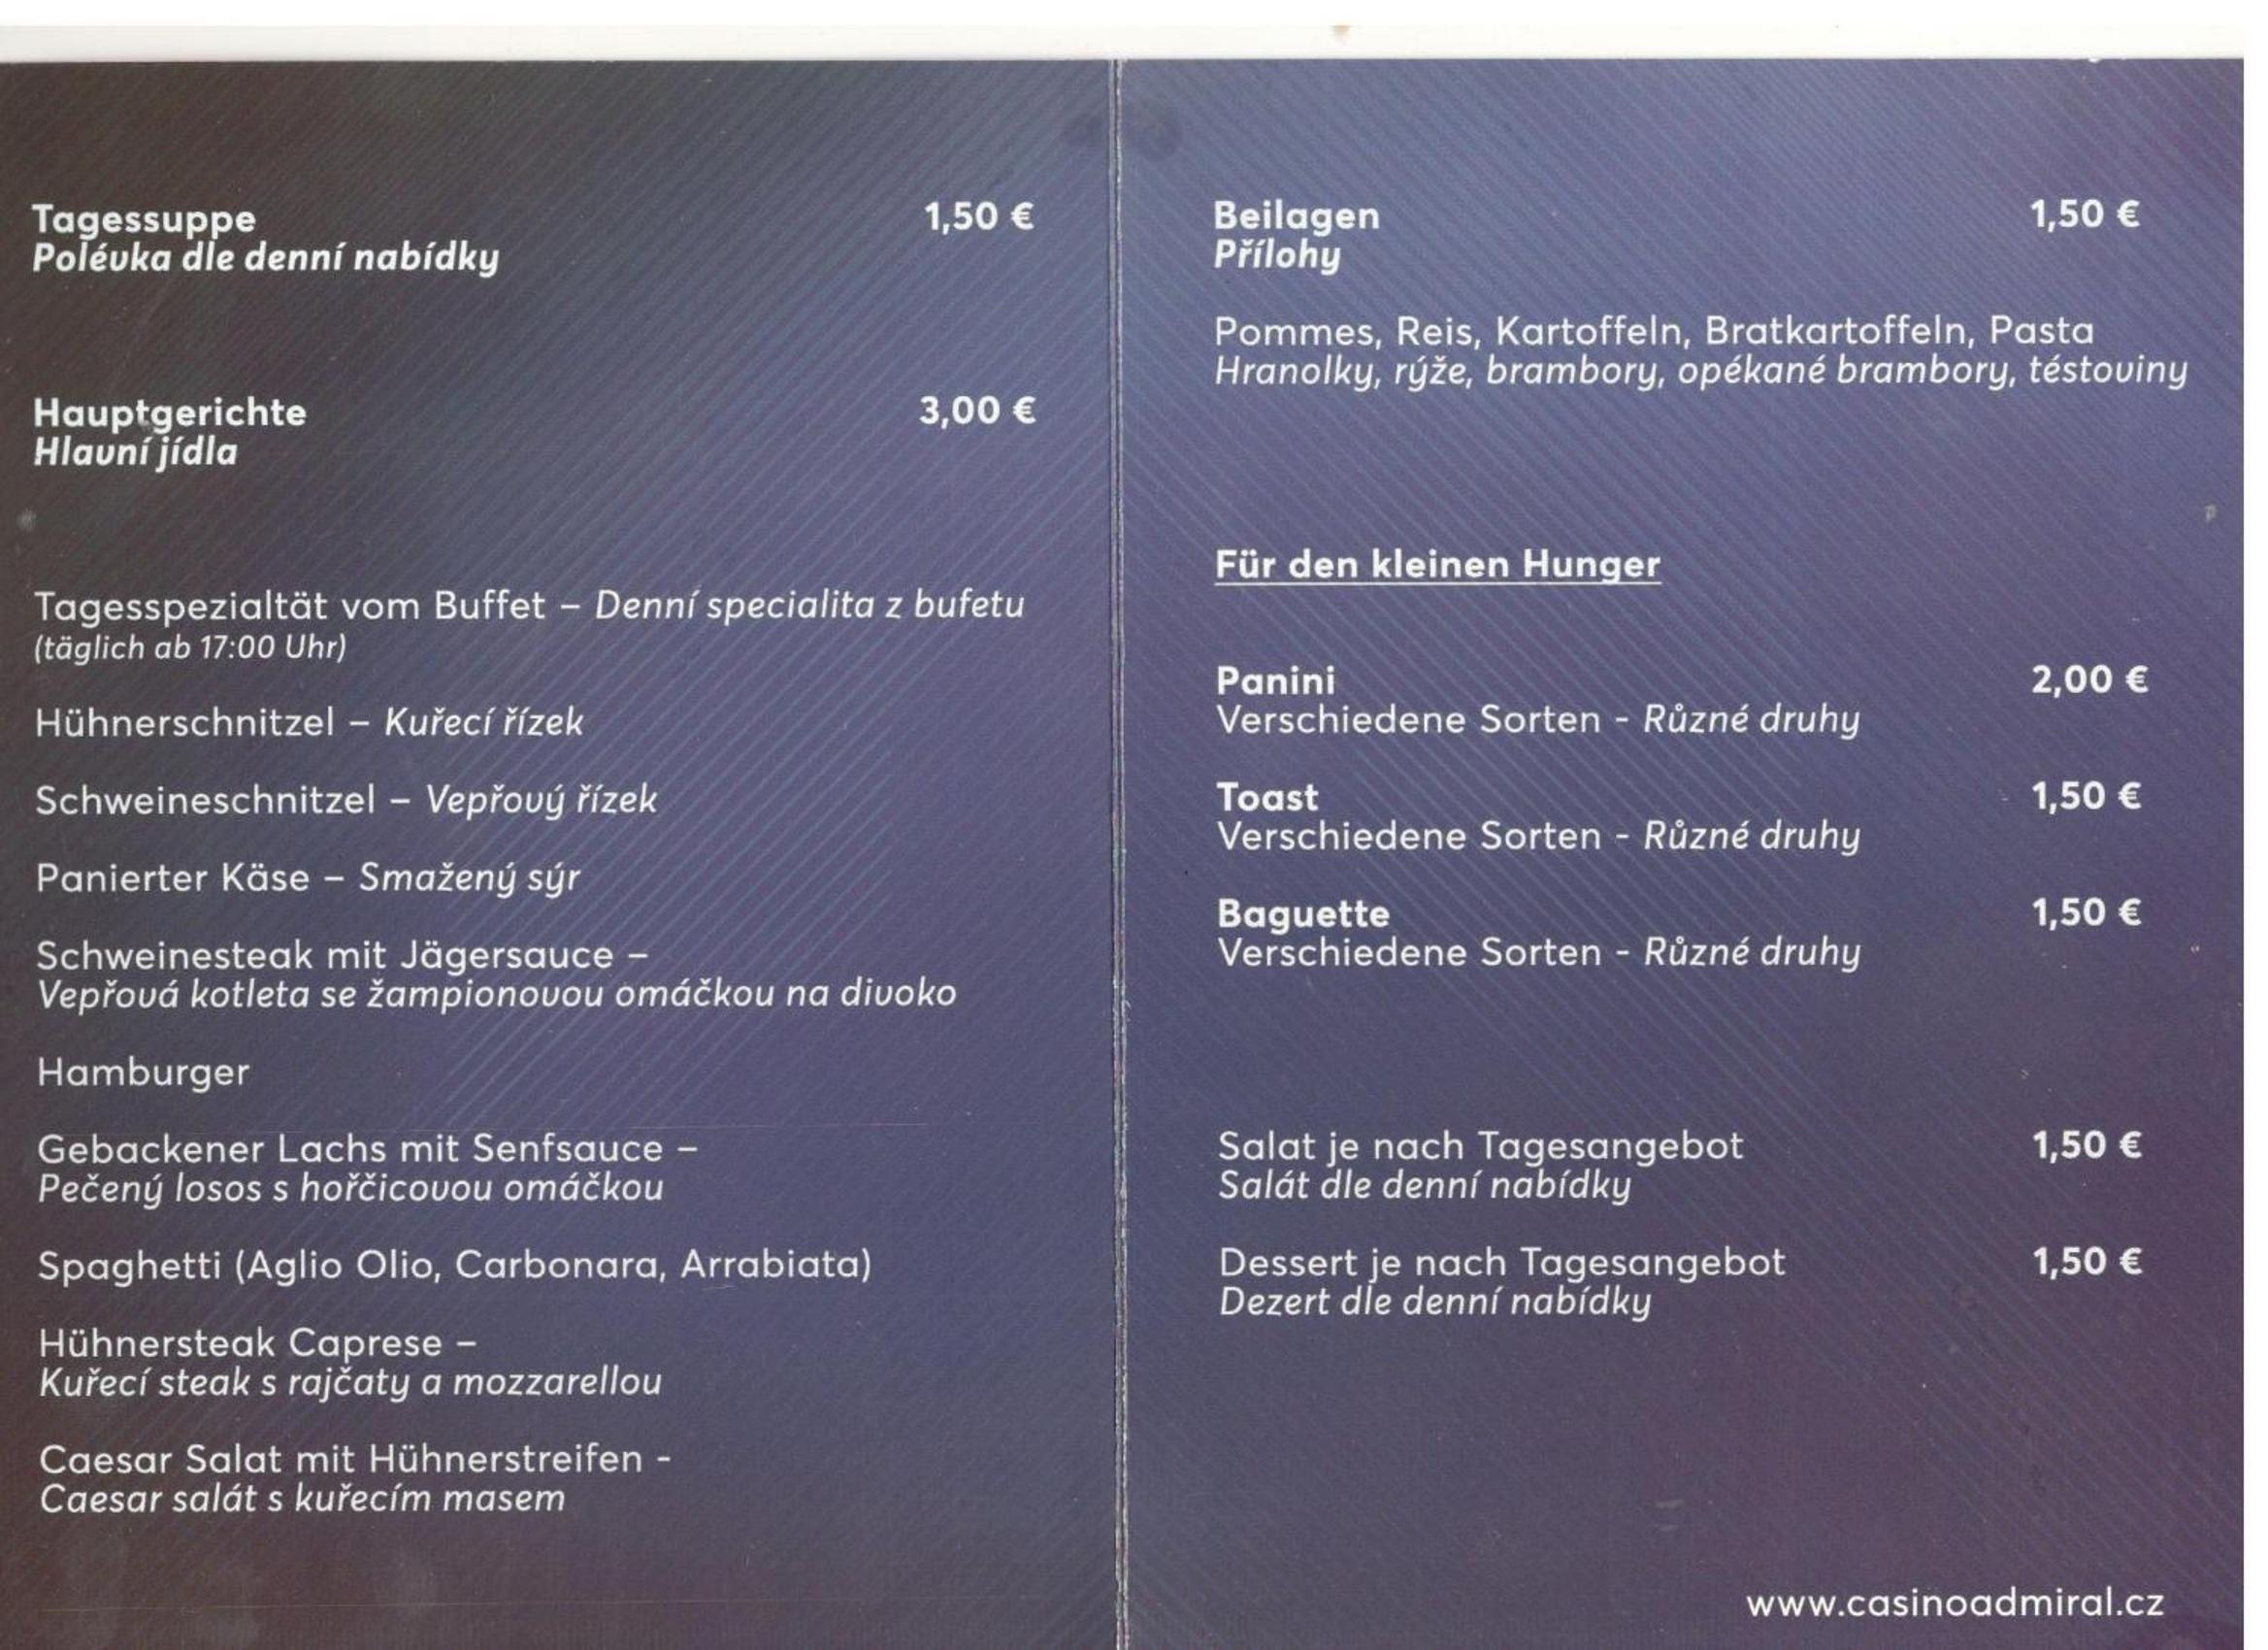 Tagessuppe 1,50 €
Polévka dle denní nabídky
Hauptgerichte 3,00 €
Hlavní jídla
Tagesspezialtät vom Buffet – Denní specialita z bufetu
(täglich ab 17:00 Uhr)
Hühnerschnitzel – Kuřecí řízek
Schweineschnitzel – Vepřový řízek
Panierter Käse – Smažený sýr
Schweinesteak mit Jägersauce –
Vepřová kotleta se žampionovou omáčkou na divoko
Hamburger
Gebackener Lachs mit Senfsauce –
Pečený losos s hořčicovou omáčkou
Spaghetti (Aglio Olio, Carbonara, Arrabiata)
Hühnersteak Caprese –
Kuřecí steak s rajčaty a mozzarellou
Caesar Salat mit Hühnerstreifen -
Caesar salát s kuřecím masem
Beilagen 1,50 €
Přílohy
Pommes, Reis, Kartoffeln, Bratkartoffeln, Pasta
Hranolky, rýže, brambory, opékané brambory, téstoviny
Für den kleinen Hunger
Panini 2,00 €
Verschiedene Sorten - Různé druhy
Toast 1,50 €
Verschiedene Sorten - Různé druhy
Baguette 1,50 €
Verschiedene Sorten - Různé druhy
Salat je nach Tagesangebot 1,50 €
Salát dle denní nabídky
Dessert je nach Tagesangebot 1,50 €
Dezert dle denní nabídky
www.casinoadmiral.cz